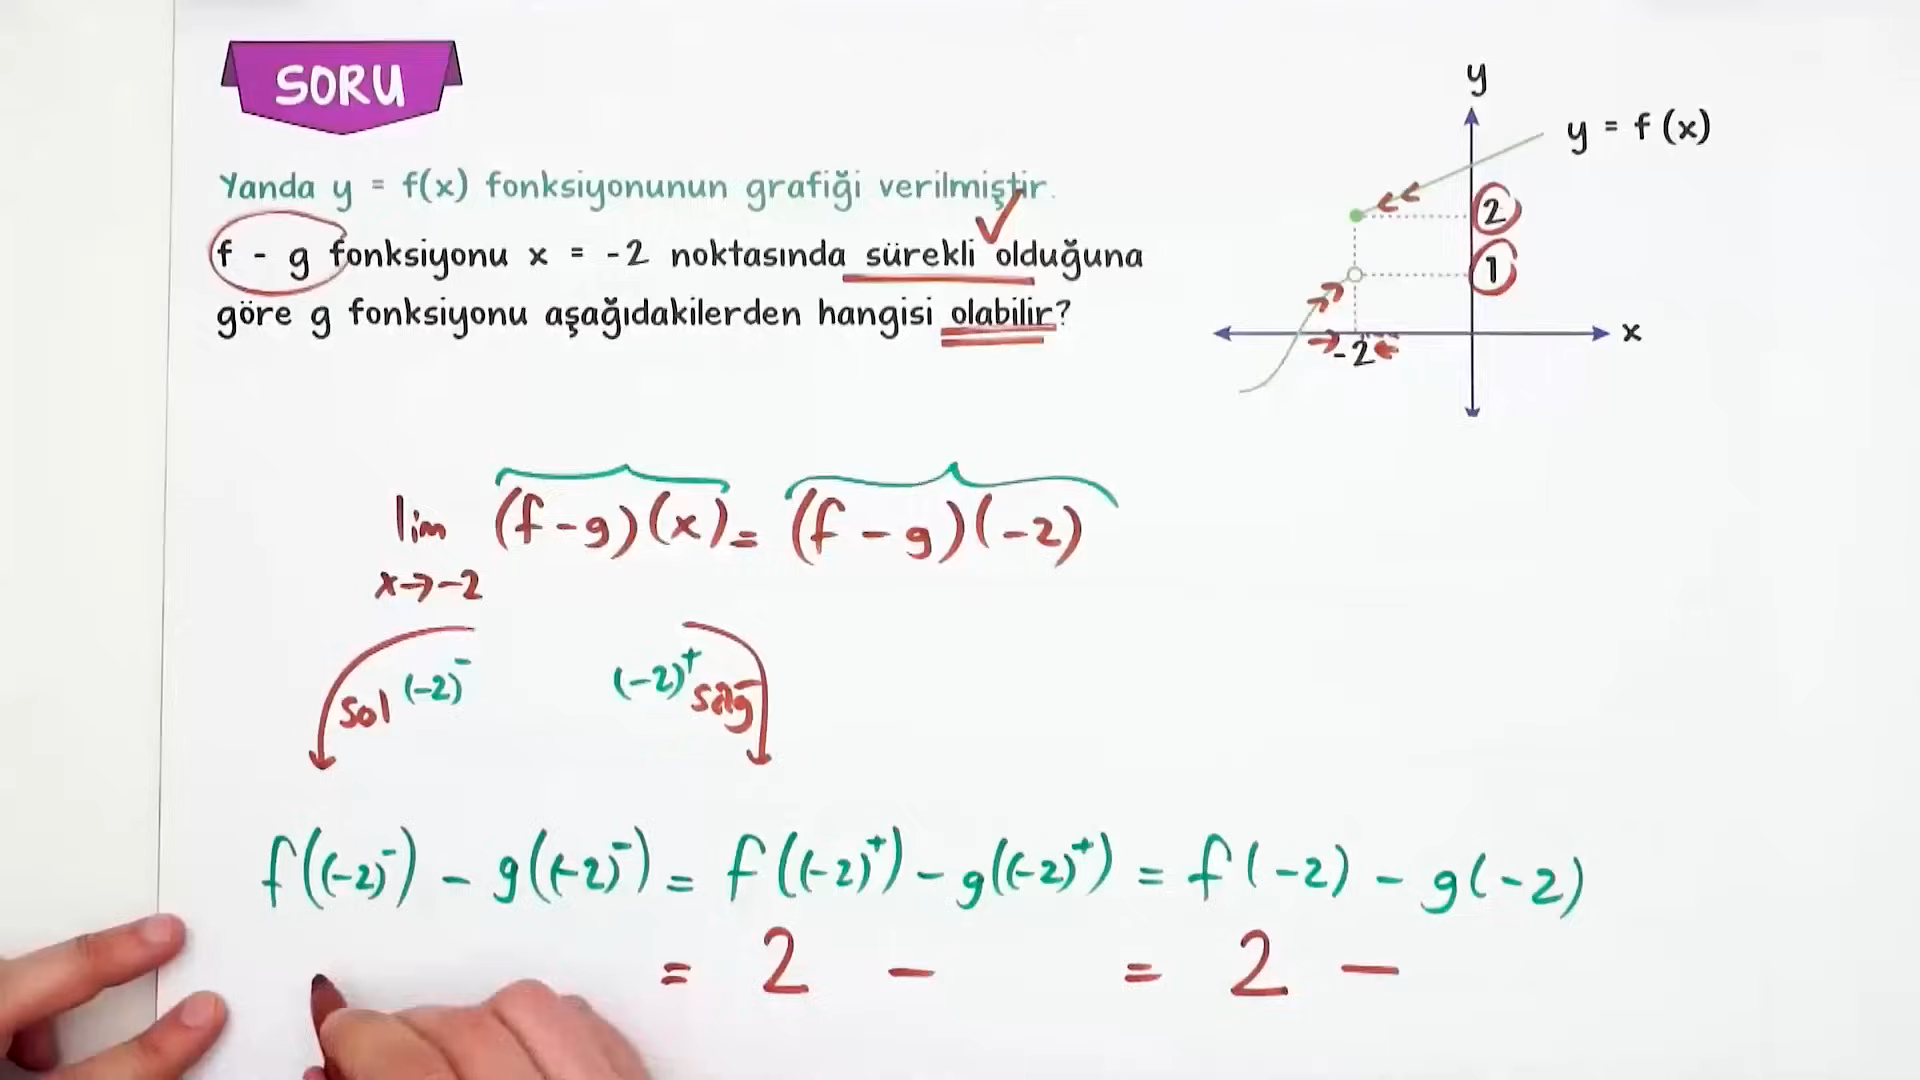 SORU
Yanda y = f(x) fonksiyonunun grafiği verilmiştir.
f - g fonksiyonu x = -2 noktasında sürekli olduğuna
göre g fonksiyonu aşağıdakilerden hangisi olabilir?
y
y = f (x)
2
1
x
-2
lim (f-g)(x) = (f - g)(-2)
x→-2
sol (-2)⁻
(-2)⁺ sağ
f((-2)⁻) - g((-2)⁻) = f((-2)⁺) - g((-2)⁺) = f(-2) - g(-2)
= 2 - = 2 -